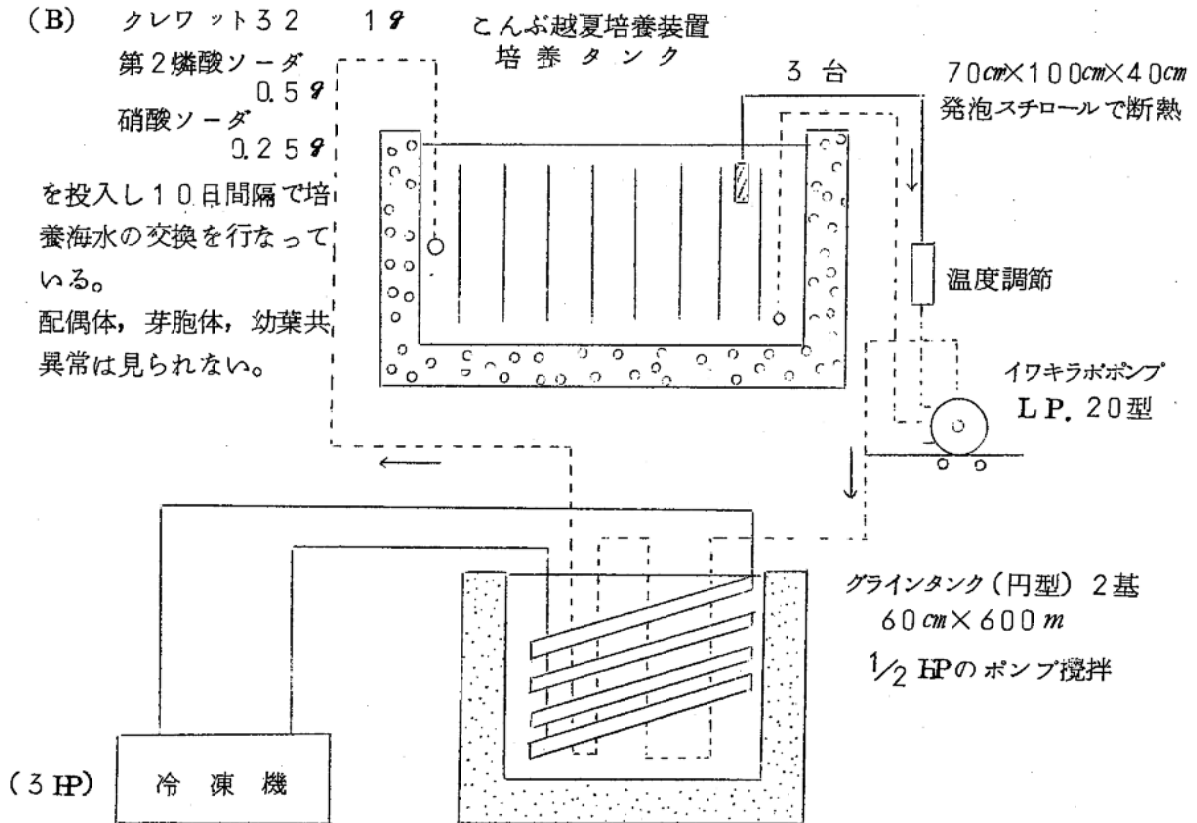 (B) クレワット32 1g
第2燐酸ソーダ
0.5g
硝酸ソーダ
0.25g
を投入し10日間隔で培
養海水の交換を行なって
いる。
配偶体,芽胞体,幼葉共
異常は見られない。
こんぶ越夏培養装置
培養タンク
3台
70cm×100cm×40cm
発泡スチロールで断熱
温度調節
イワキラボポンプ
LP.20型
グラインタンク(円型)2基
60cm×600m
1/2 HPのポンプ攪拌
(3HP) 冷凍機